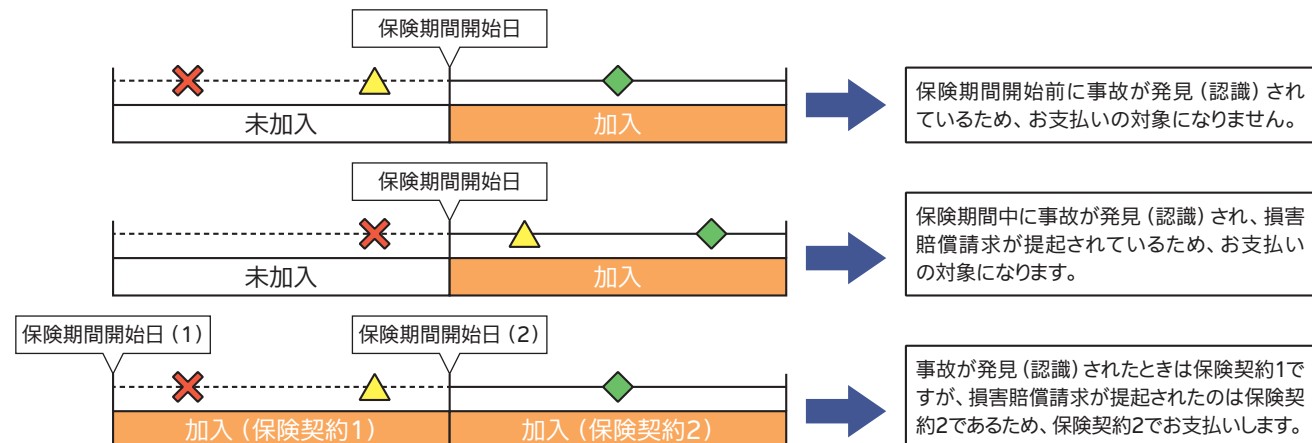 保険期間開始日
未加入
加入
保険期間開始前に事故が発見(認識)され
ているため、お支払いの対象になりません。
保険期間開始日
未加入
加入
保険期間中に事故が発見(認識)され、損害
賠償請求が提起されているため、お支払い
の対象になります。
保険期間開始日(1)
保険期間開始日(2)
加入(保険契約1)
加入(保険契約2)
事故が発見(認識)されたときは保険契約1で
すが、損害賠償請求が提起されたのは保険契
約2であるため、保険契約2でお支払いします。